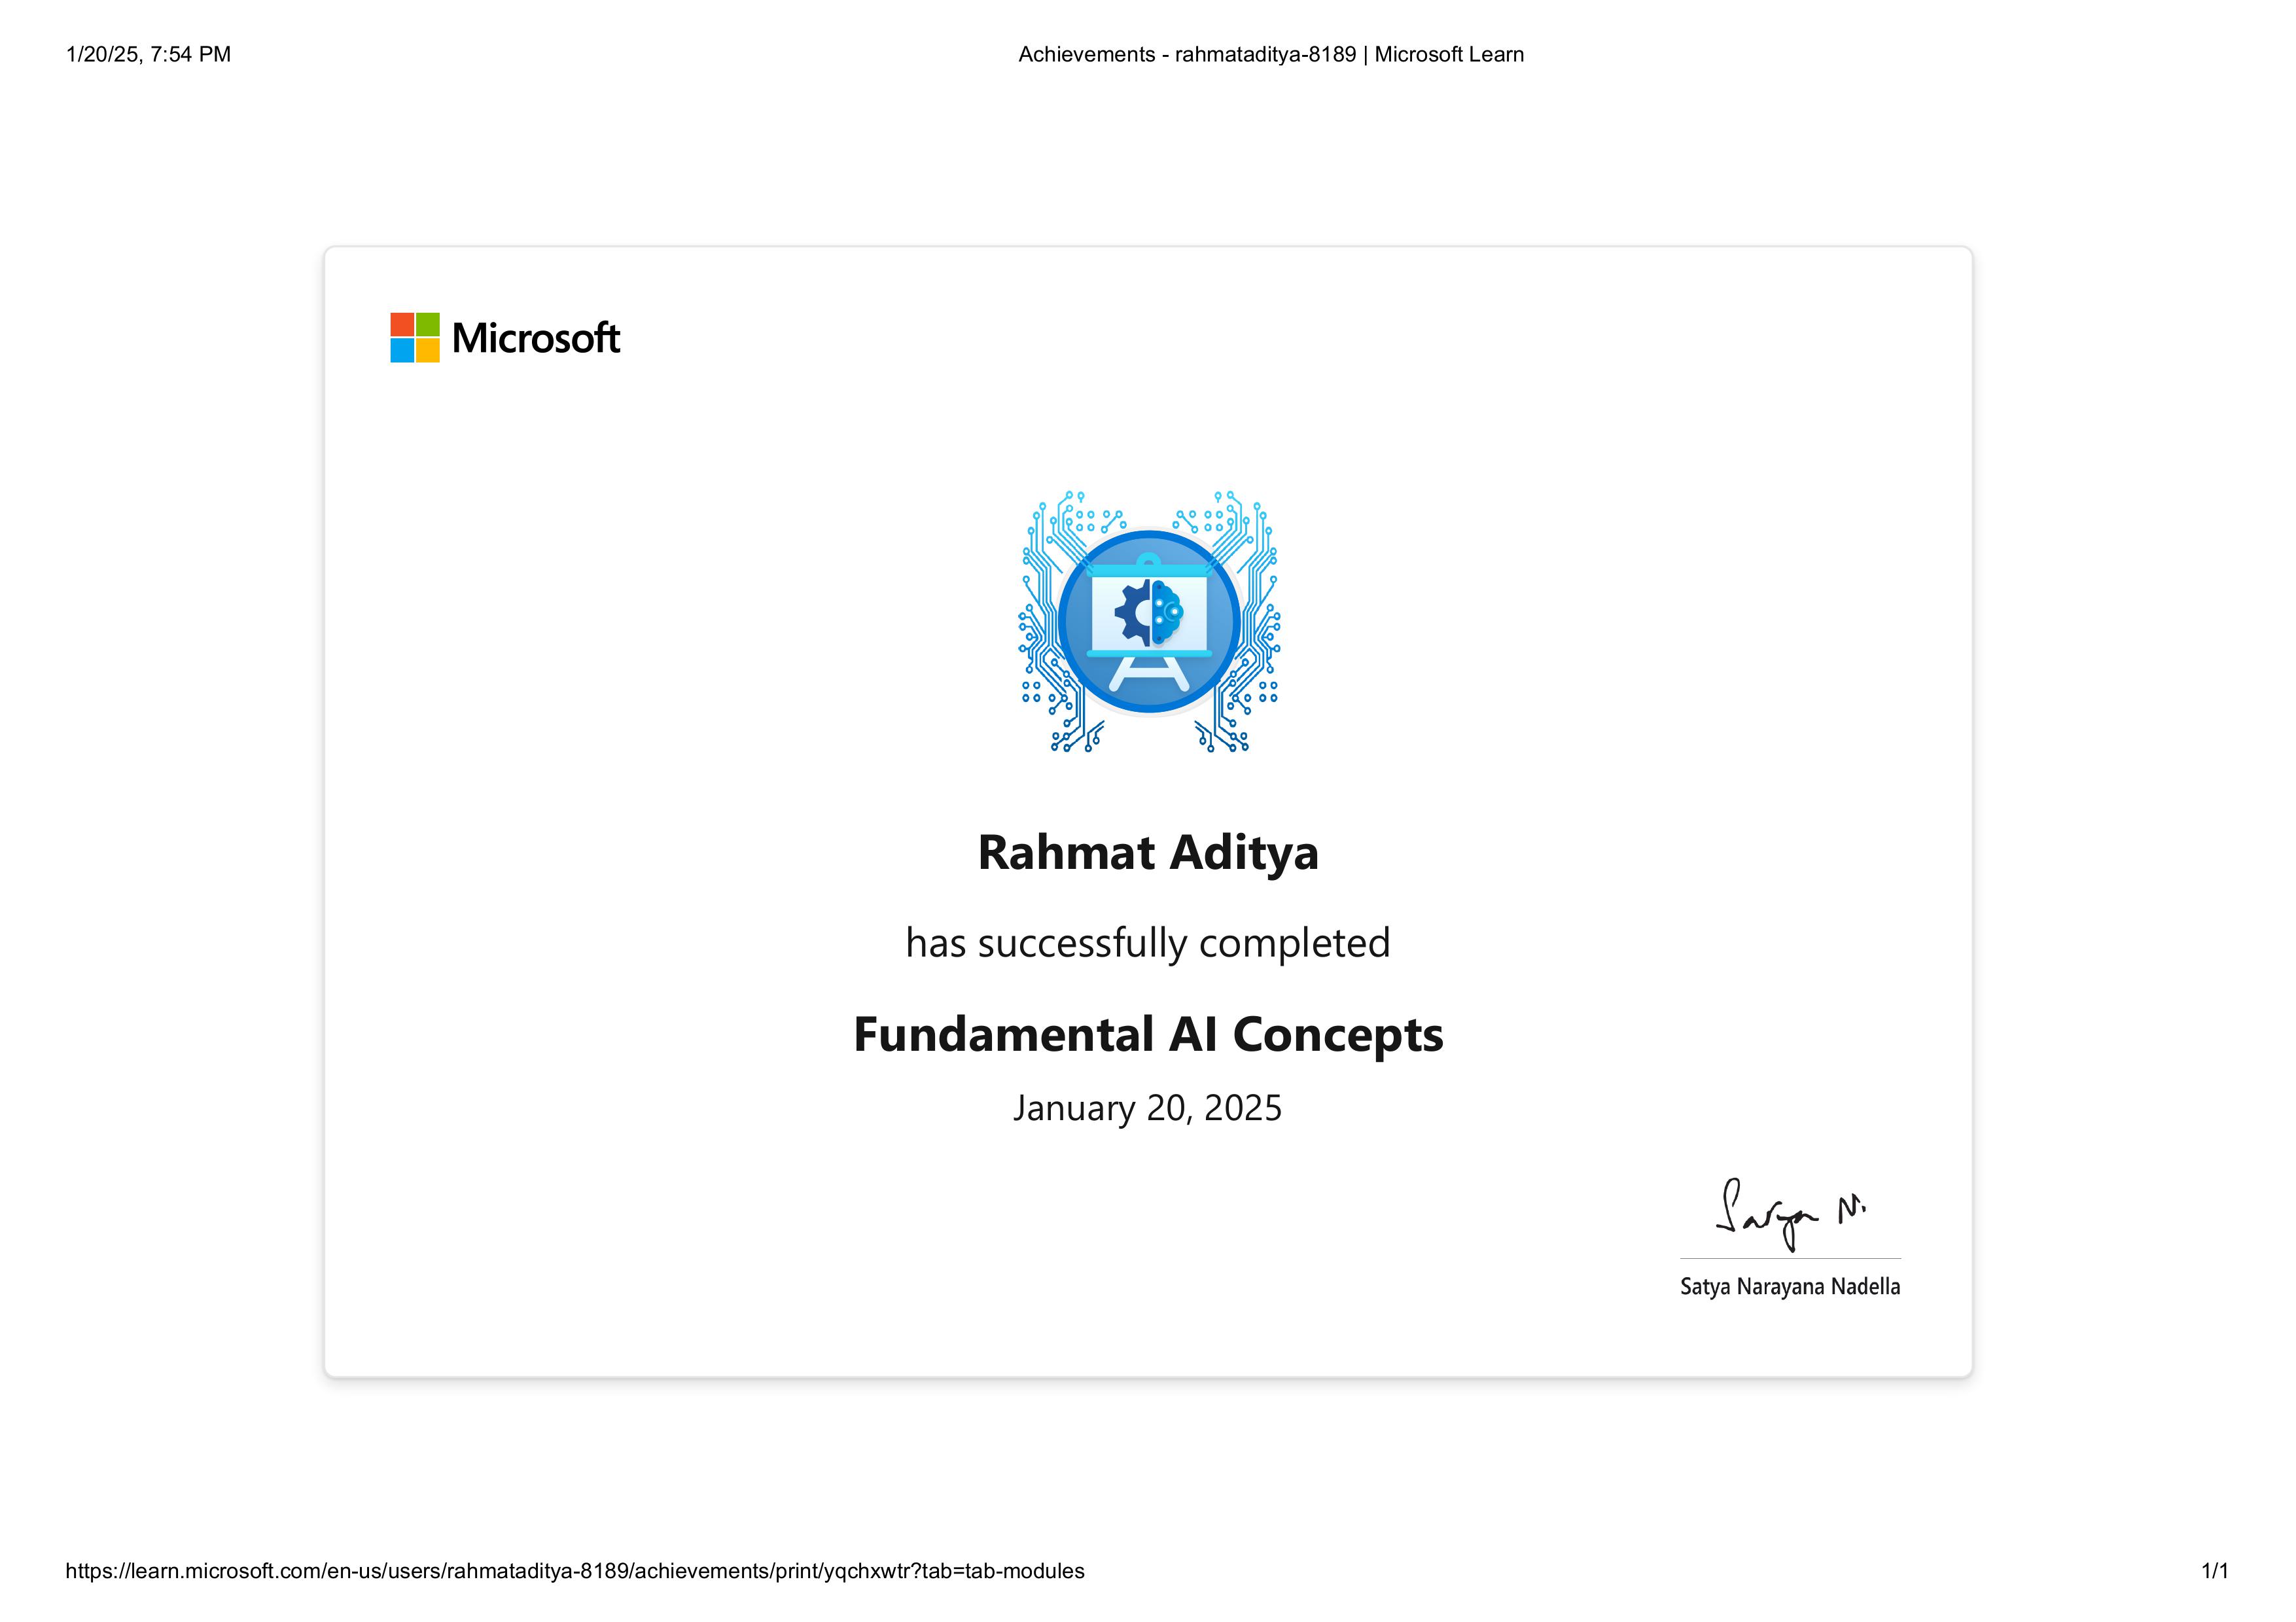 1/20/25, 7:54 PM
Achievements - rahmataditya-8189 | Microsoft Learn
Microsoft
Rahmat Aditya
has successfully completed
Fundamental AI Concepts
January 20, 2025
Satya N.
Satya Narayana Nadella
https://learn.microsoft.com/en-us/users/rahmataditya-8189/achievements/print/yqchxwtr?tab=tab-modules
1/1